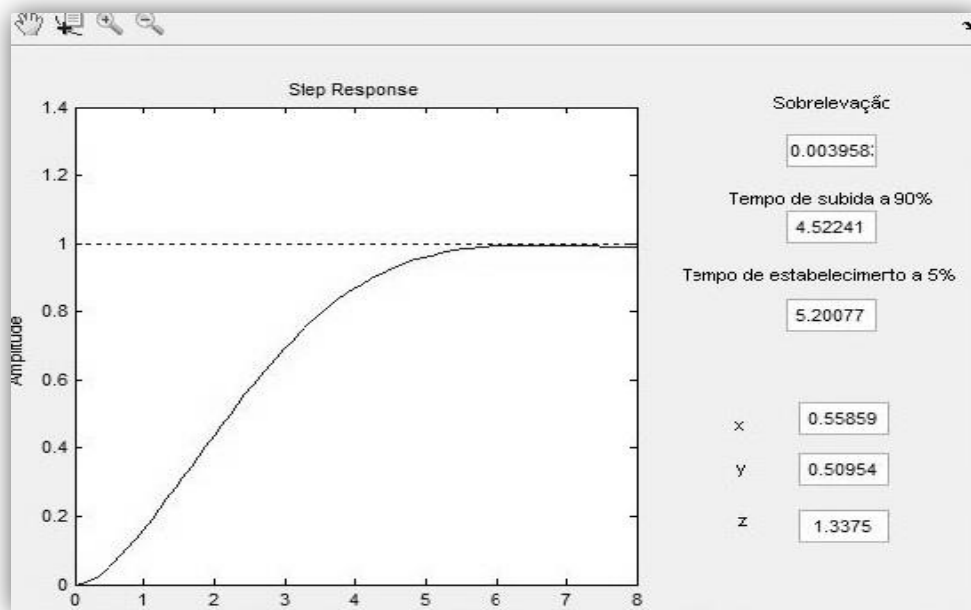 Step Response
1.4
1.2
1
0.8
0.6
0.4
0.2
0
Amplitude
0 1 2 3 4 5 6 7 8
Sobrelevação
0.003958
Tempo de subida a 90%
4.52241
Tempo de estabelecimerto a 5%
5.20077
x 0.55859
y 0.50954
z 1.3375